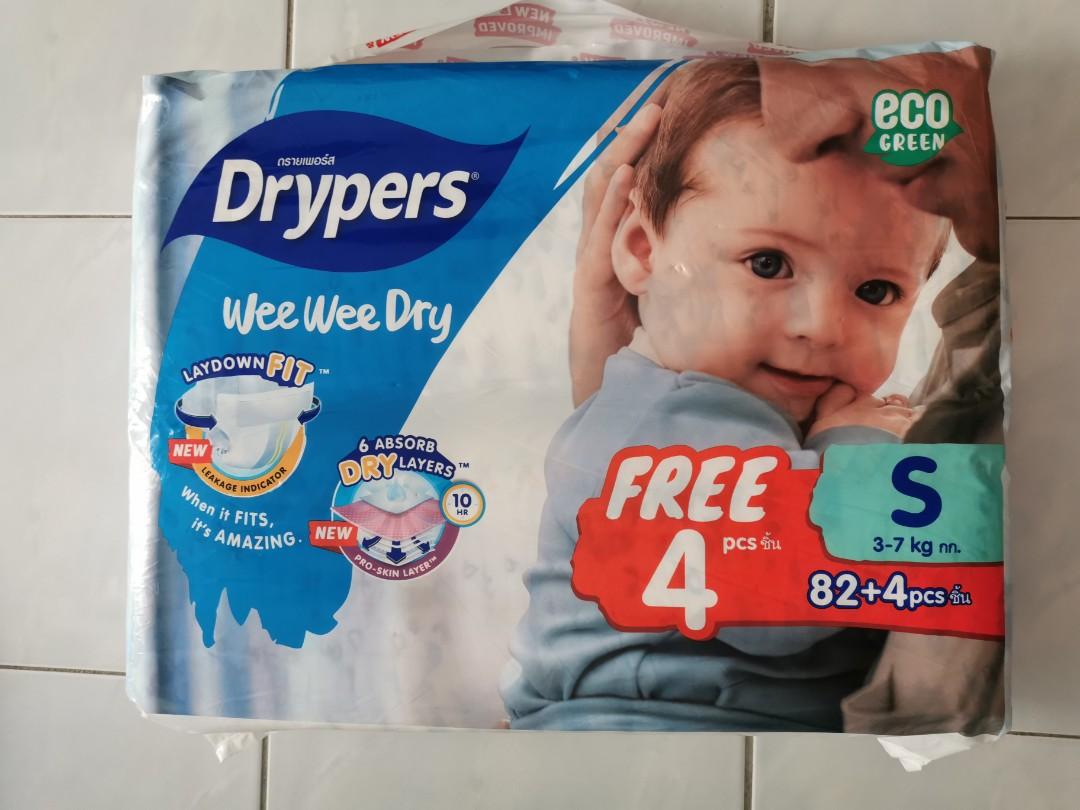 NEW
IMPROVED
ดรายเพอร์ส
Drypers®
eco
GREEN
Wee Wee Dry
LAYDOWN FIT™
NEW
LEAKAGE INDICATOR
When it FITS,
it's AMAZING.
6 ABSORB
DRY LAYERS™
10
HR
NEW
PRO-SKIN LAYER™
FREE
4 pcs ชิ้น
S
3-7 kg กก.
82+4pcs ชิ้น